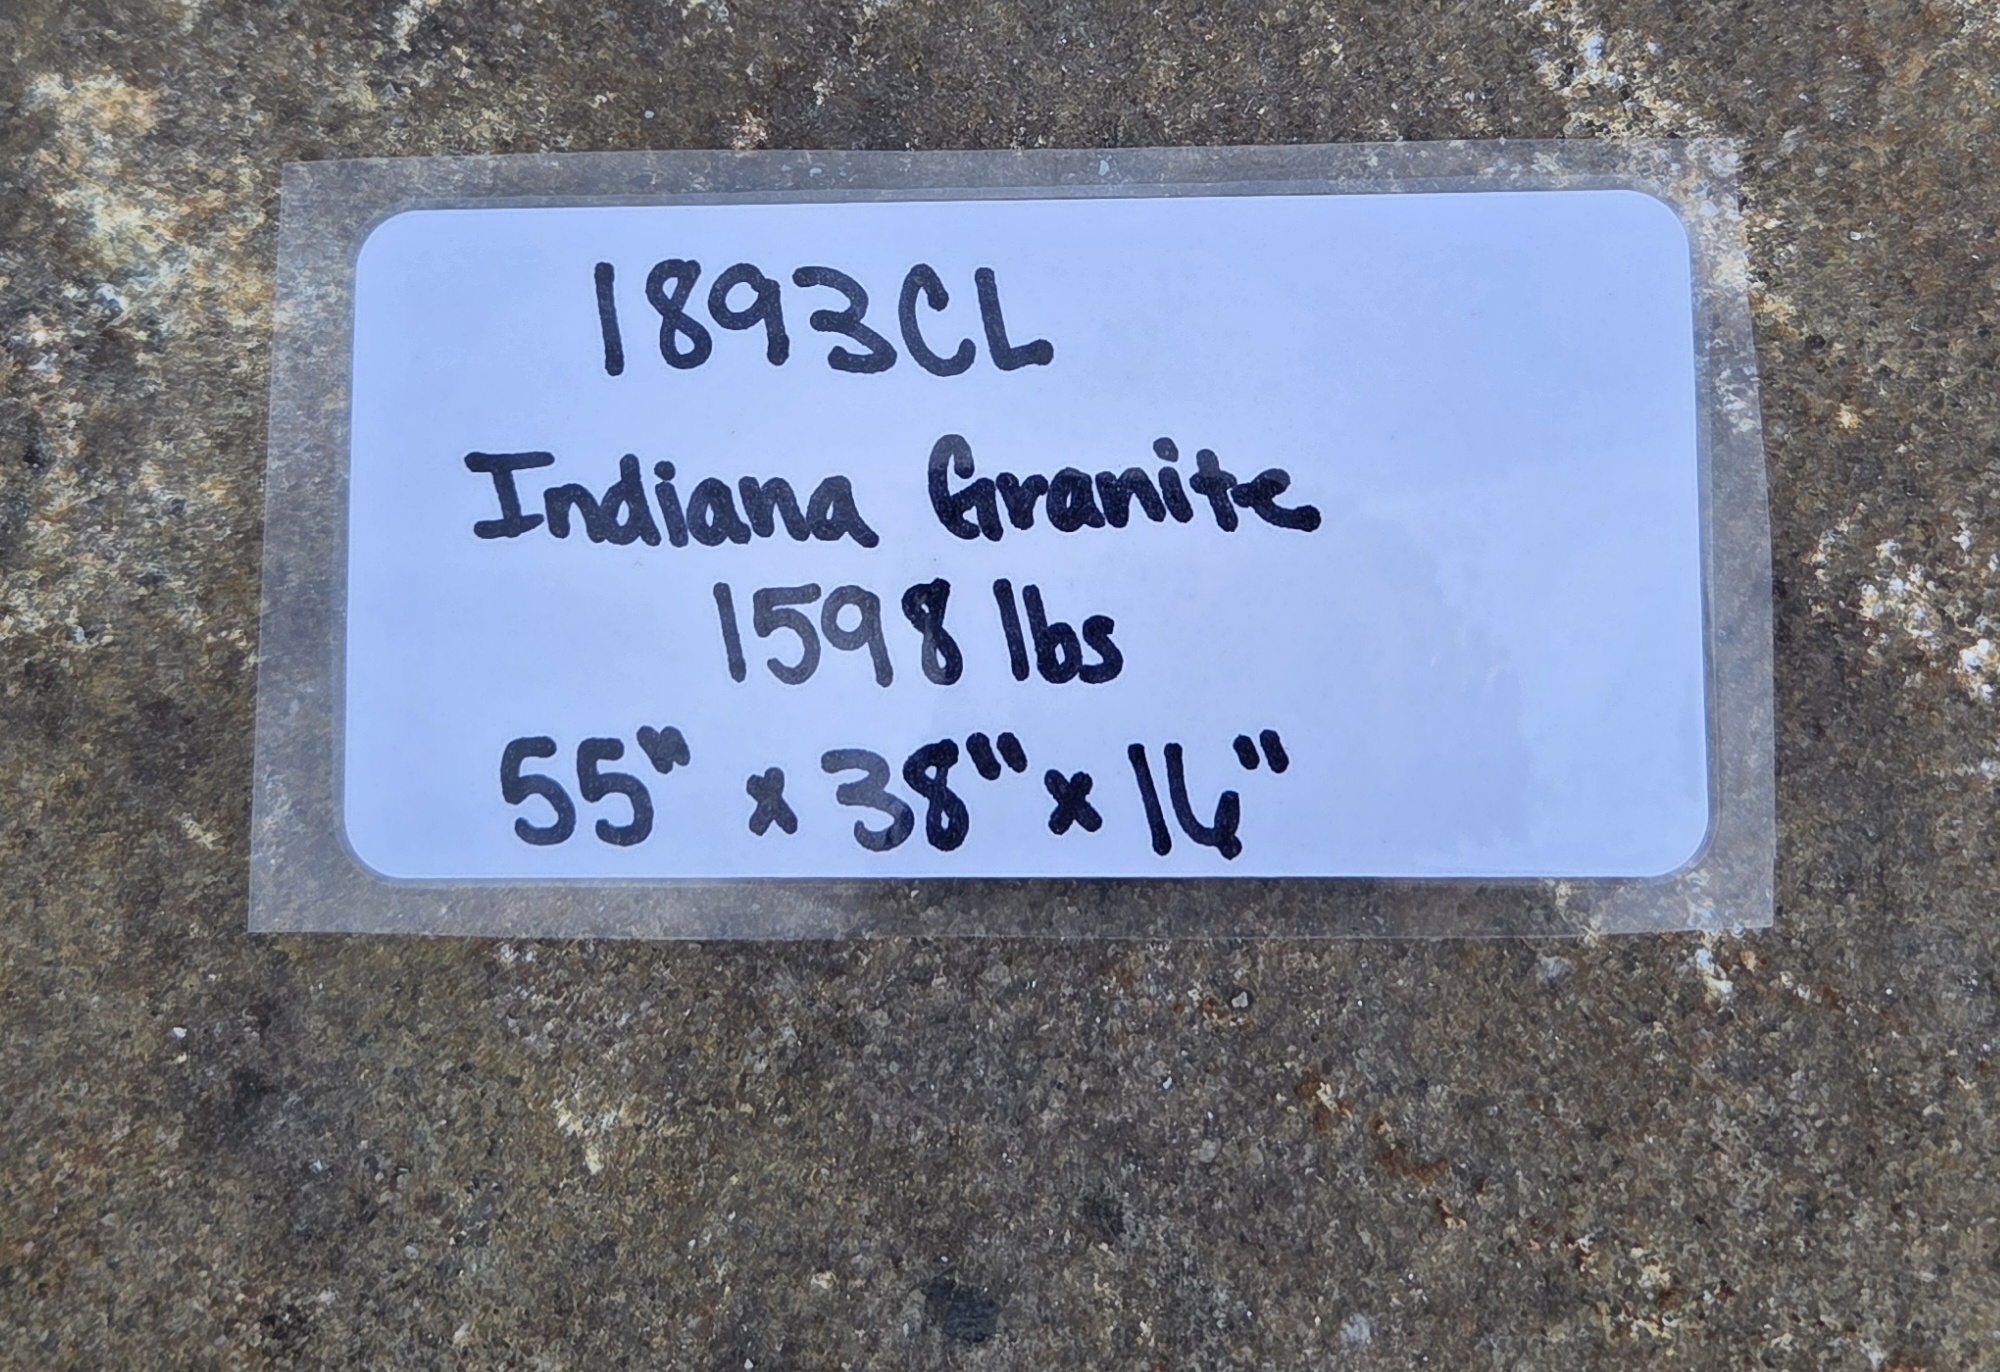 1893CL
Indiana Granite
1598 lbs
55" x 38" x 16"